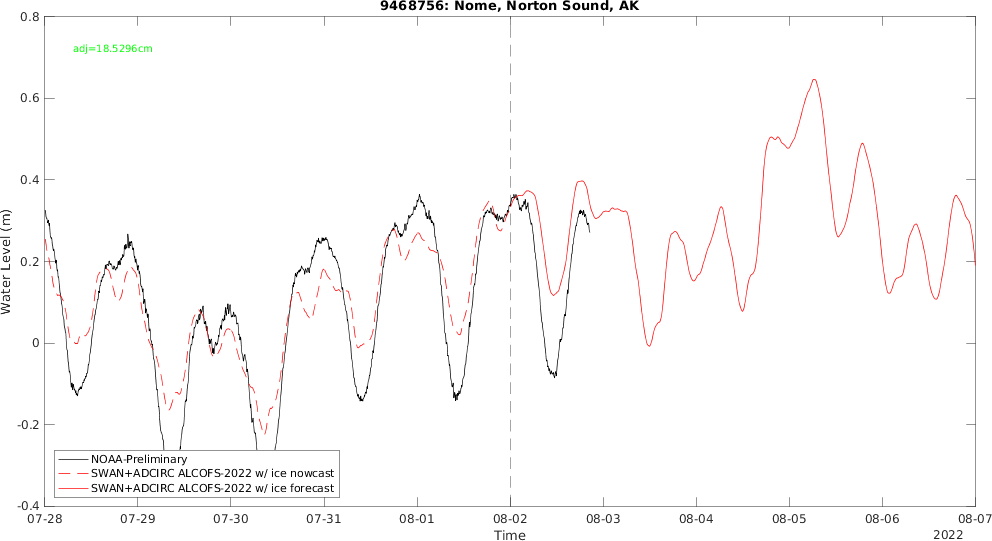 9468756: Nome, Norton Sound, AK
adj=18.5296cm
Water Level (m)
0.8
0.6
0.4
0.2
0
-0.2
-0.4
NOAA-Preliminary
SWAN+ADCIRC ALCOFS-2022 w/ ice nowcast
SWAN+ADCIRC ALCOFS-2022 w/ ice forecast
07-28 07-29 07-30 07-31 08-01 08-02 08-03 08-04 08-05 08-06 08-07
Time
2022